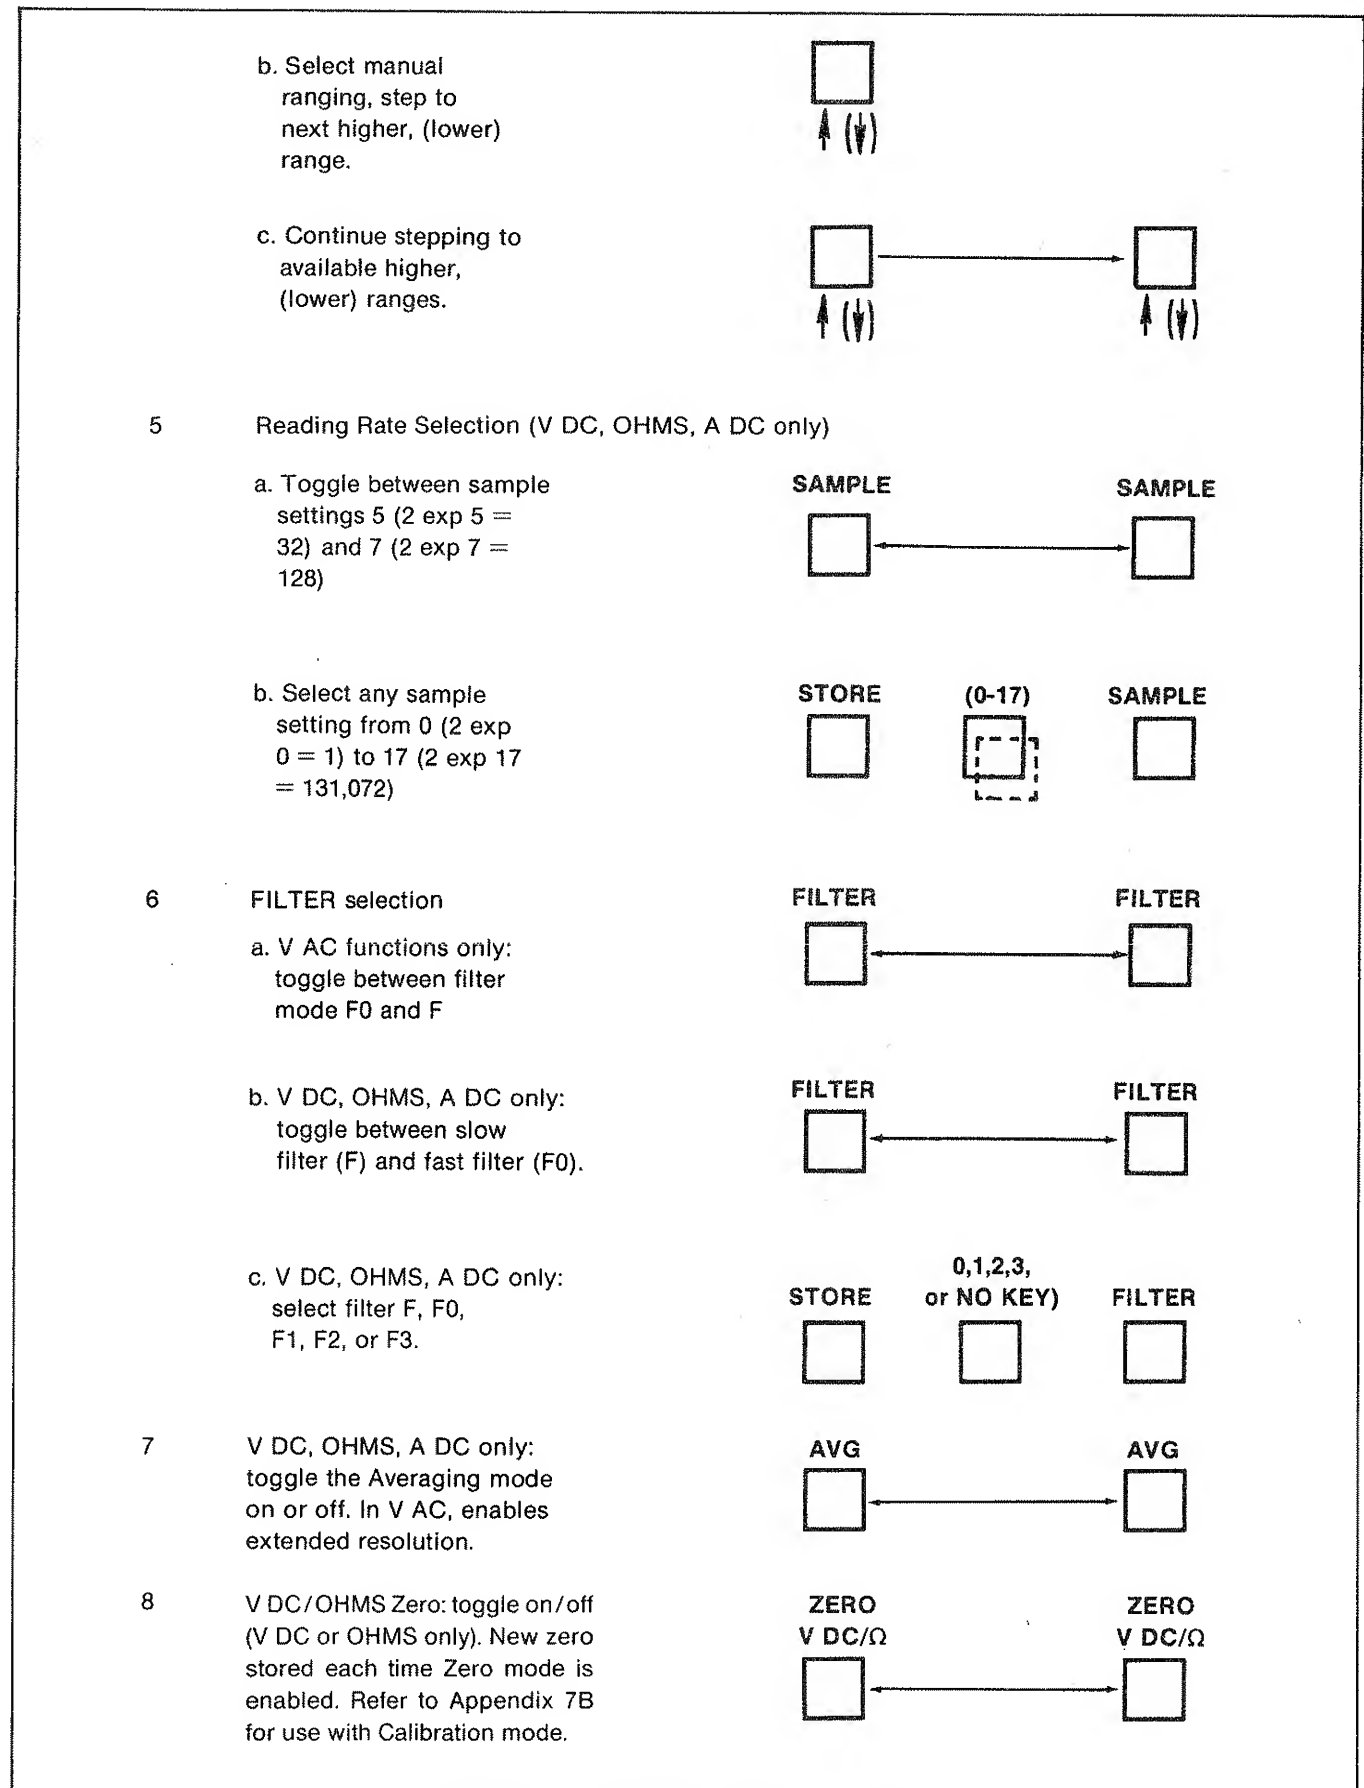 b. Select manual
ranging, step to
next higher, (lower)
range.
c. Continue stepping to
available higher,
(lower) ranges.
5 Reading Rate Selection (V DC, OHMS, A DC only)
a. Toggle between sample
settings 5 (2 exp 5 =
32) and 7 (2 exp 7 =
128)
SAMPLE SAMPLE
b. Select any sample
setting from 0 (2 exp
0 = 1) to 17 (2 exp 17
= 131,072)
STORE (0-17) SAMPLE
6 FILTER selection
FILTER FILTER
a. V AC functions only:
toggle between filter
mode F0 and F
b. V DC, OHMS, A DC only:
toggle between slow
filter (F) and fast filter (F0).
FILTER FILTER
c. V DC, OHMS, A DC only:
select filter F, F0,
F1, F2, or F3.
0,1,2,3,
STORE or NO KEY) FILTER
7 V DC, OHMS, A DC only:
toggle the Averaging mode
on or off. In V AC, enables
extended resolution.
AVG AVG
8 V DC/OHMS Zero: toggle on/off
(V DC or OHMS only). New zero
stored each time Zero mode is
enabled. Refer to Appendix 7B
for use with Calibration mode.
ZERO ZERO
V DC/Ω V DC/Ω